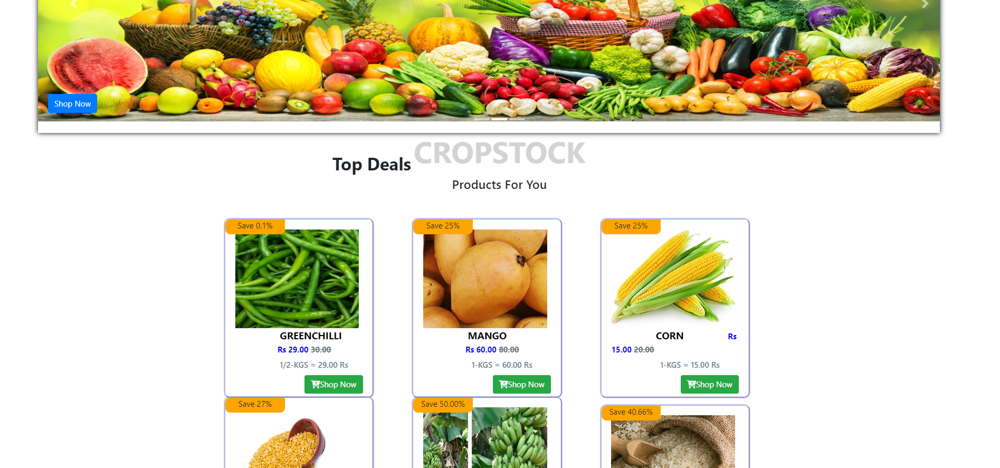 Shop Now
CROPSTOCK
Top Deals
Products For You
Save 0.1%
GREENCHILLI
Rs 29.00 30.00
1/2-KGS = 29.00 Rs
Shop Now
Save 25%
MANGO
Rs 60.00 80.00
1-KGS = 60.00 Rs
Shop Now
Save 25%
CORN Rs
15.00 20.00
1-KGS = 15.00 Rs
Shop Now
Save 27%
Save 50.00%
Save 40.66%